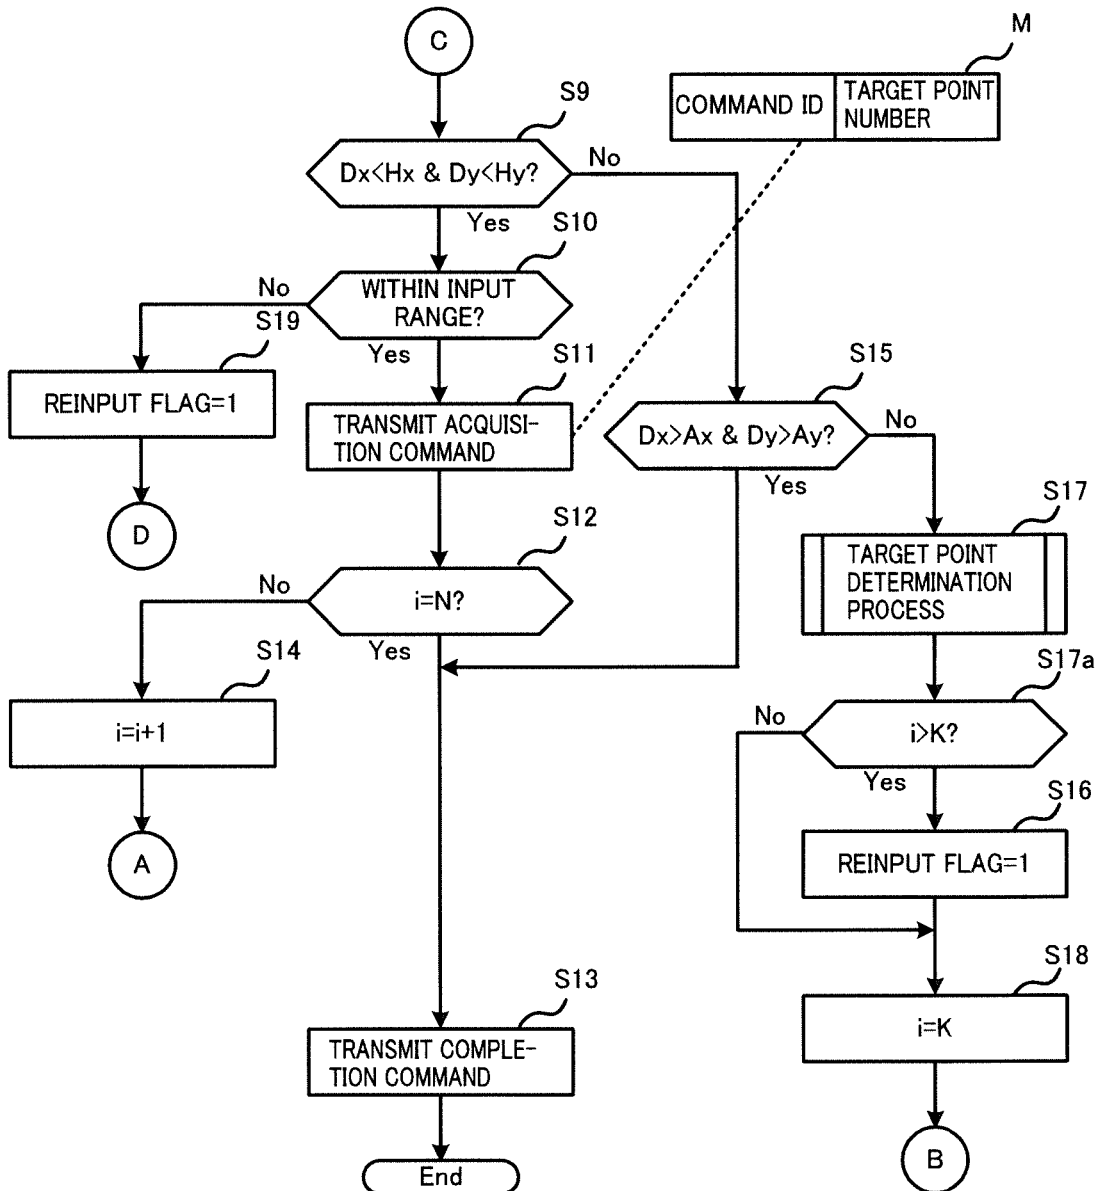 C
M
COMMAND ID
TARGET POINT
NUMBER
S9
Dx<Hx & Dy<Hy?
No
Yes
S10
WITHIN INPUT
RANGE?
No
Yes
S19
REINPUT FLAG=1
D
S11
TRANSMIT ACQUISI-
TION COMMAND
S15
Dx>Ax & Dy>Ay?
No
Yes
S12
i=N?
No
Yes
S17
TARGET POINT
DETERMINATION
PROCESS
S14
i=i+1
A
S17a
i>K?
No
Yes
S16
REINPUT FLAG=1
S18
i=K
B
S13
TRANSMIT COMPLE-
TION COMMAND
End